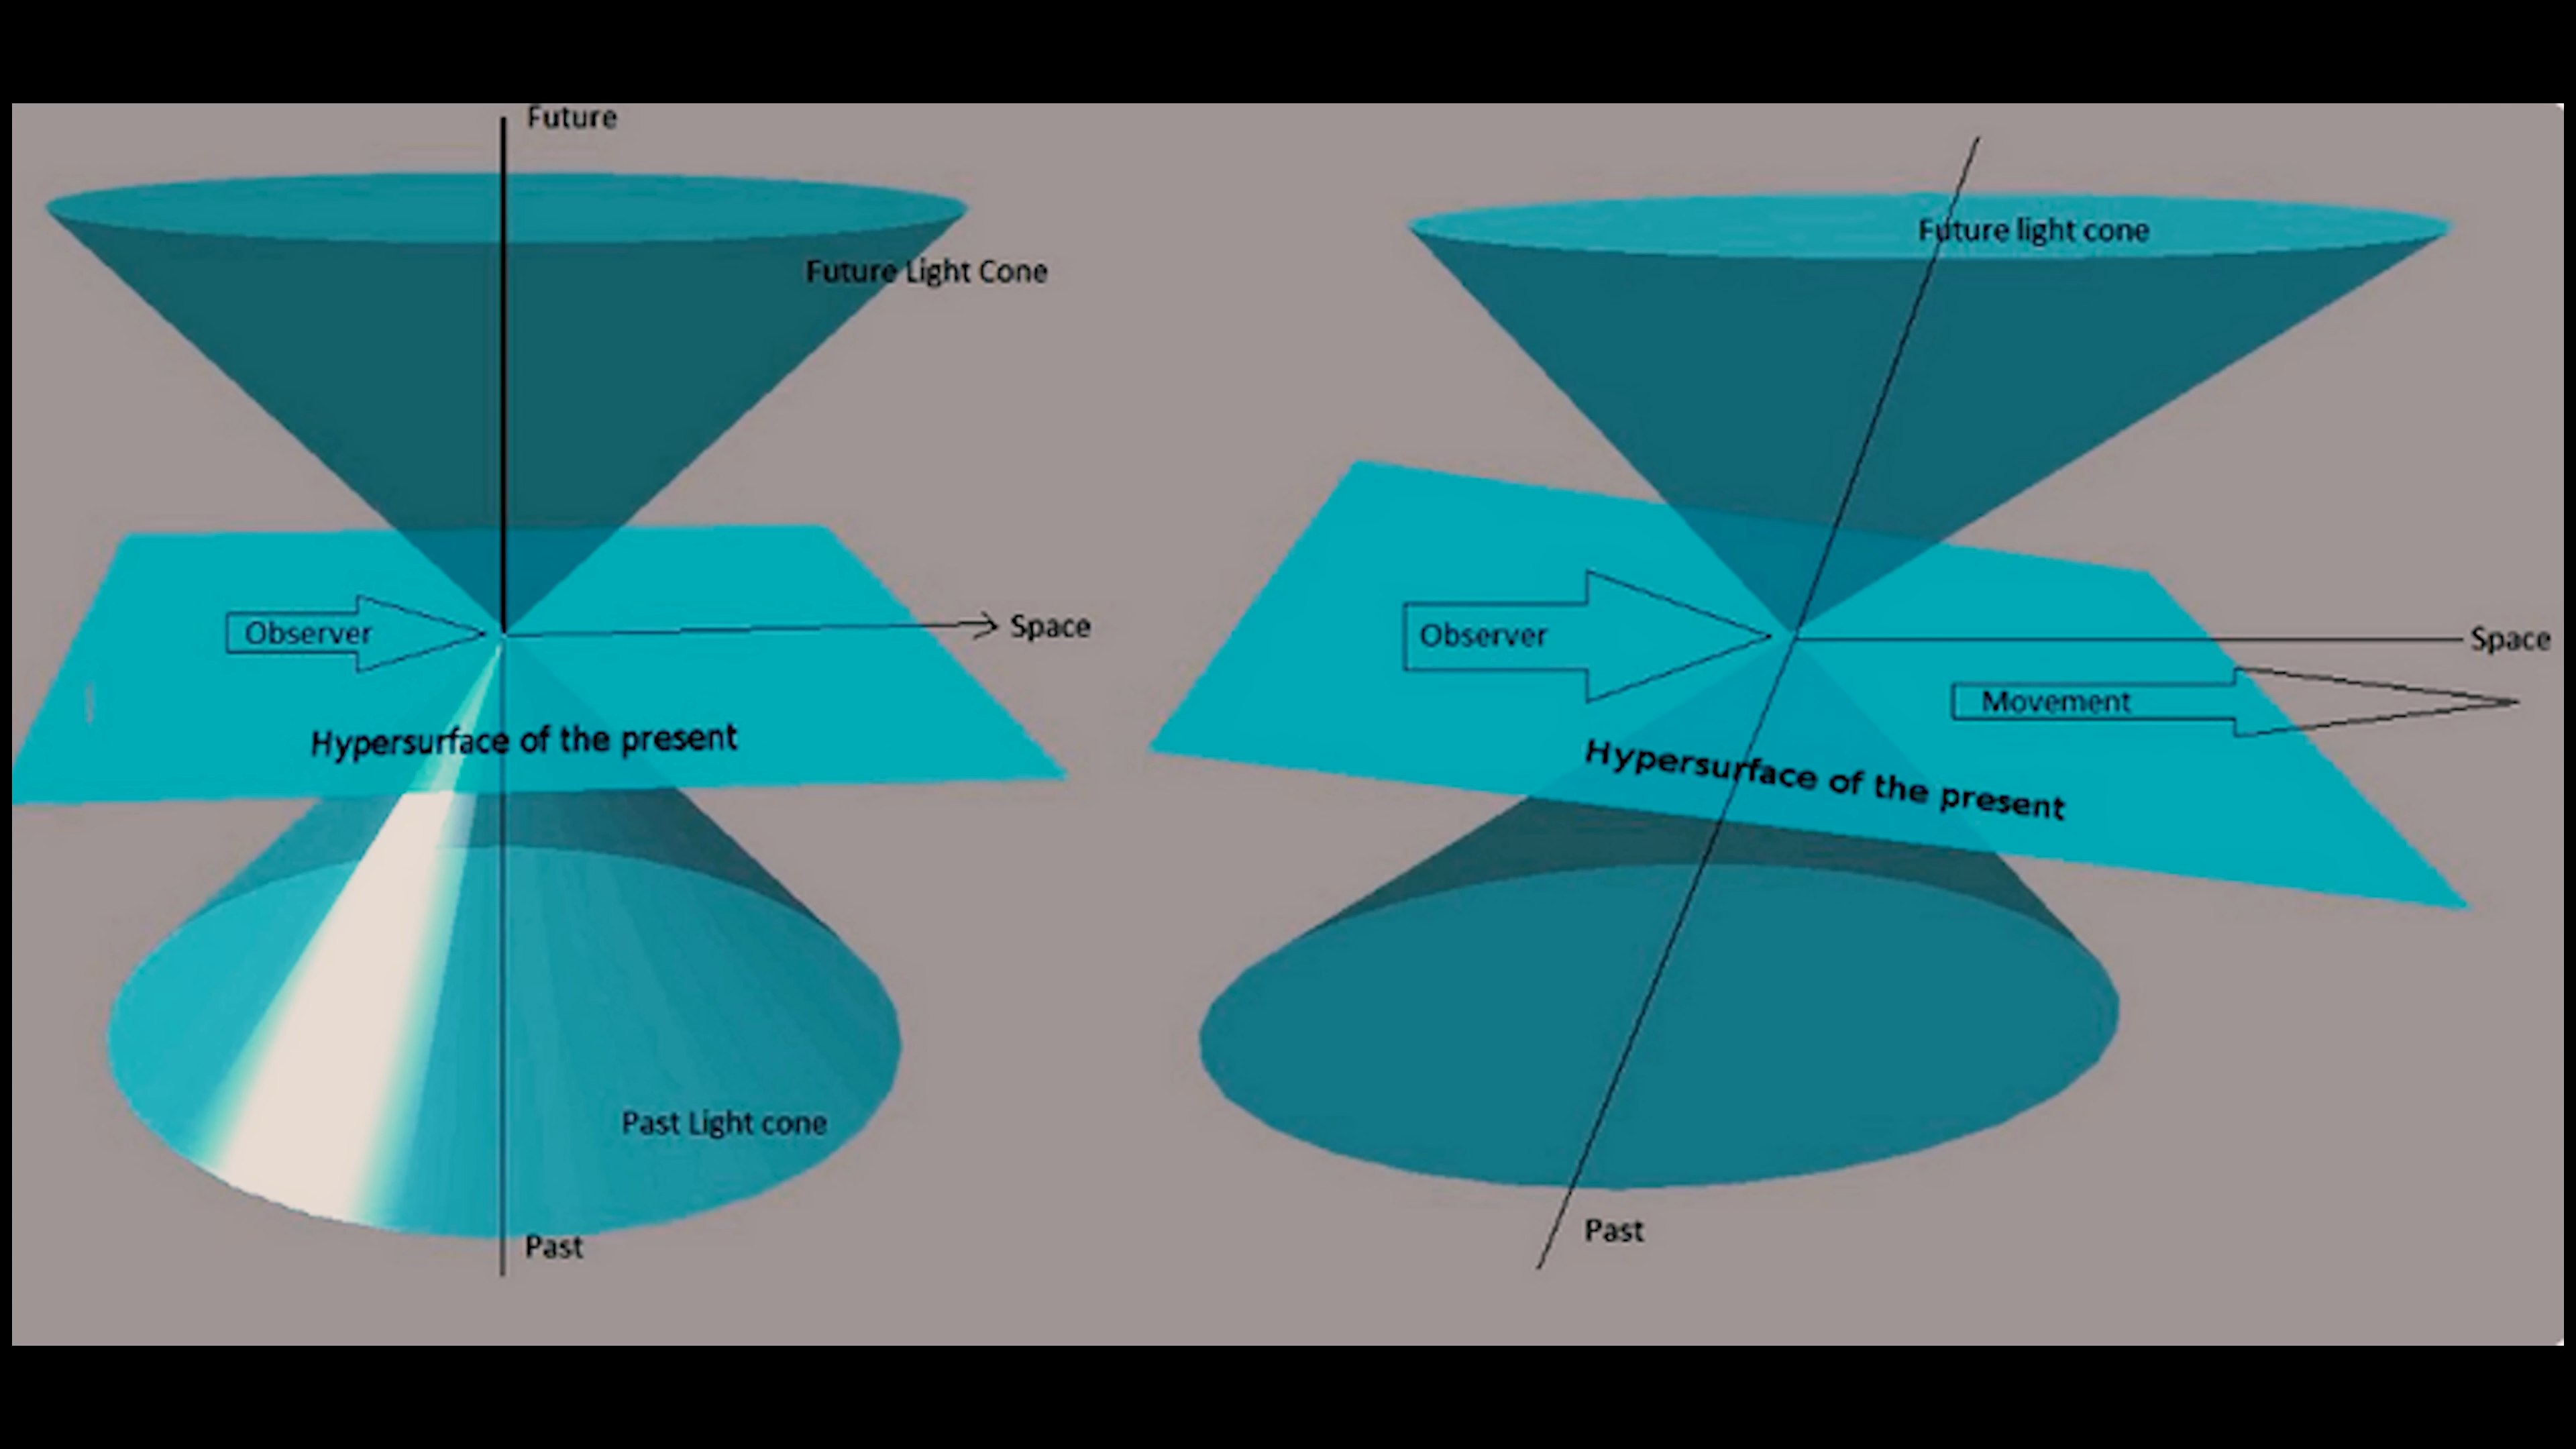 Future
Future Light Cone
Observer
Space
Hypersurface of the present
Past Light cone
Past
Future light cone
Observer
Space
Movement
Hypersurface of the present
Past